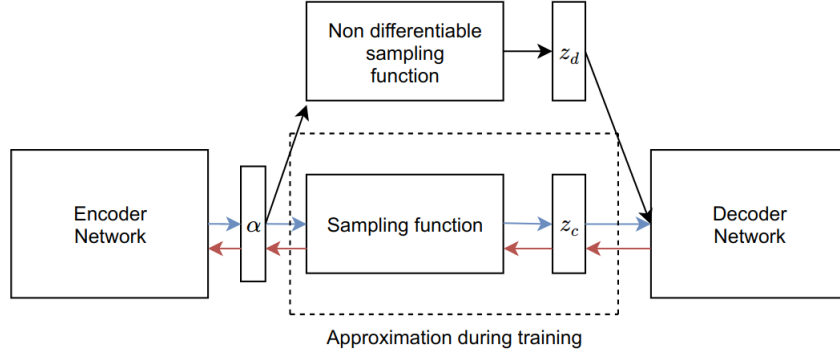 Non differentiable
sampling
function
z_d
Encoder
Network
α
Sampling function
z_c
Decoder
Network
Approximation during training